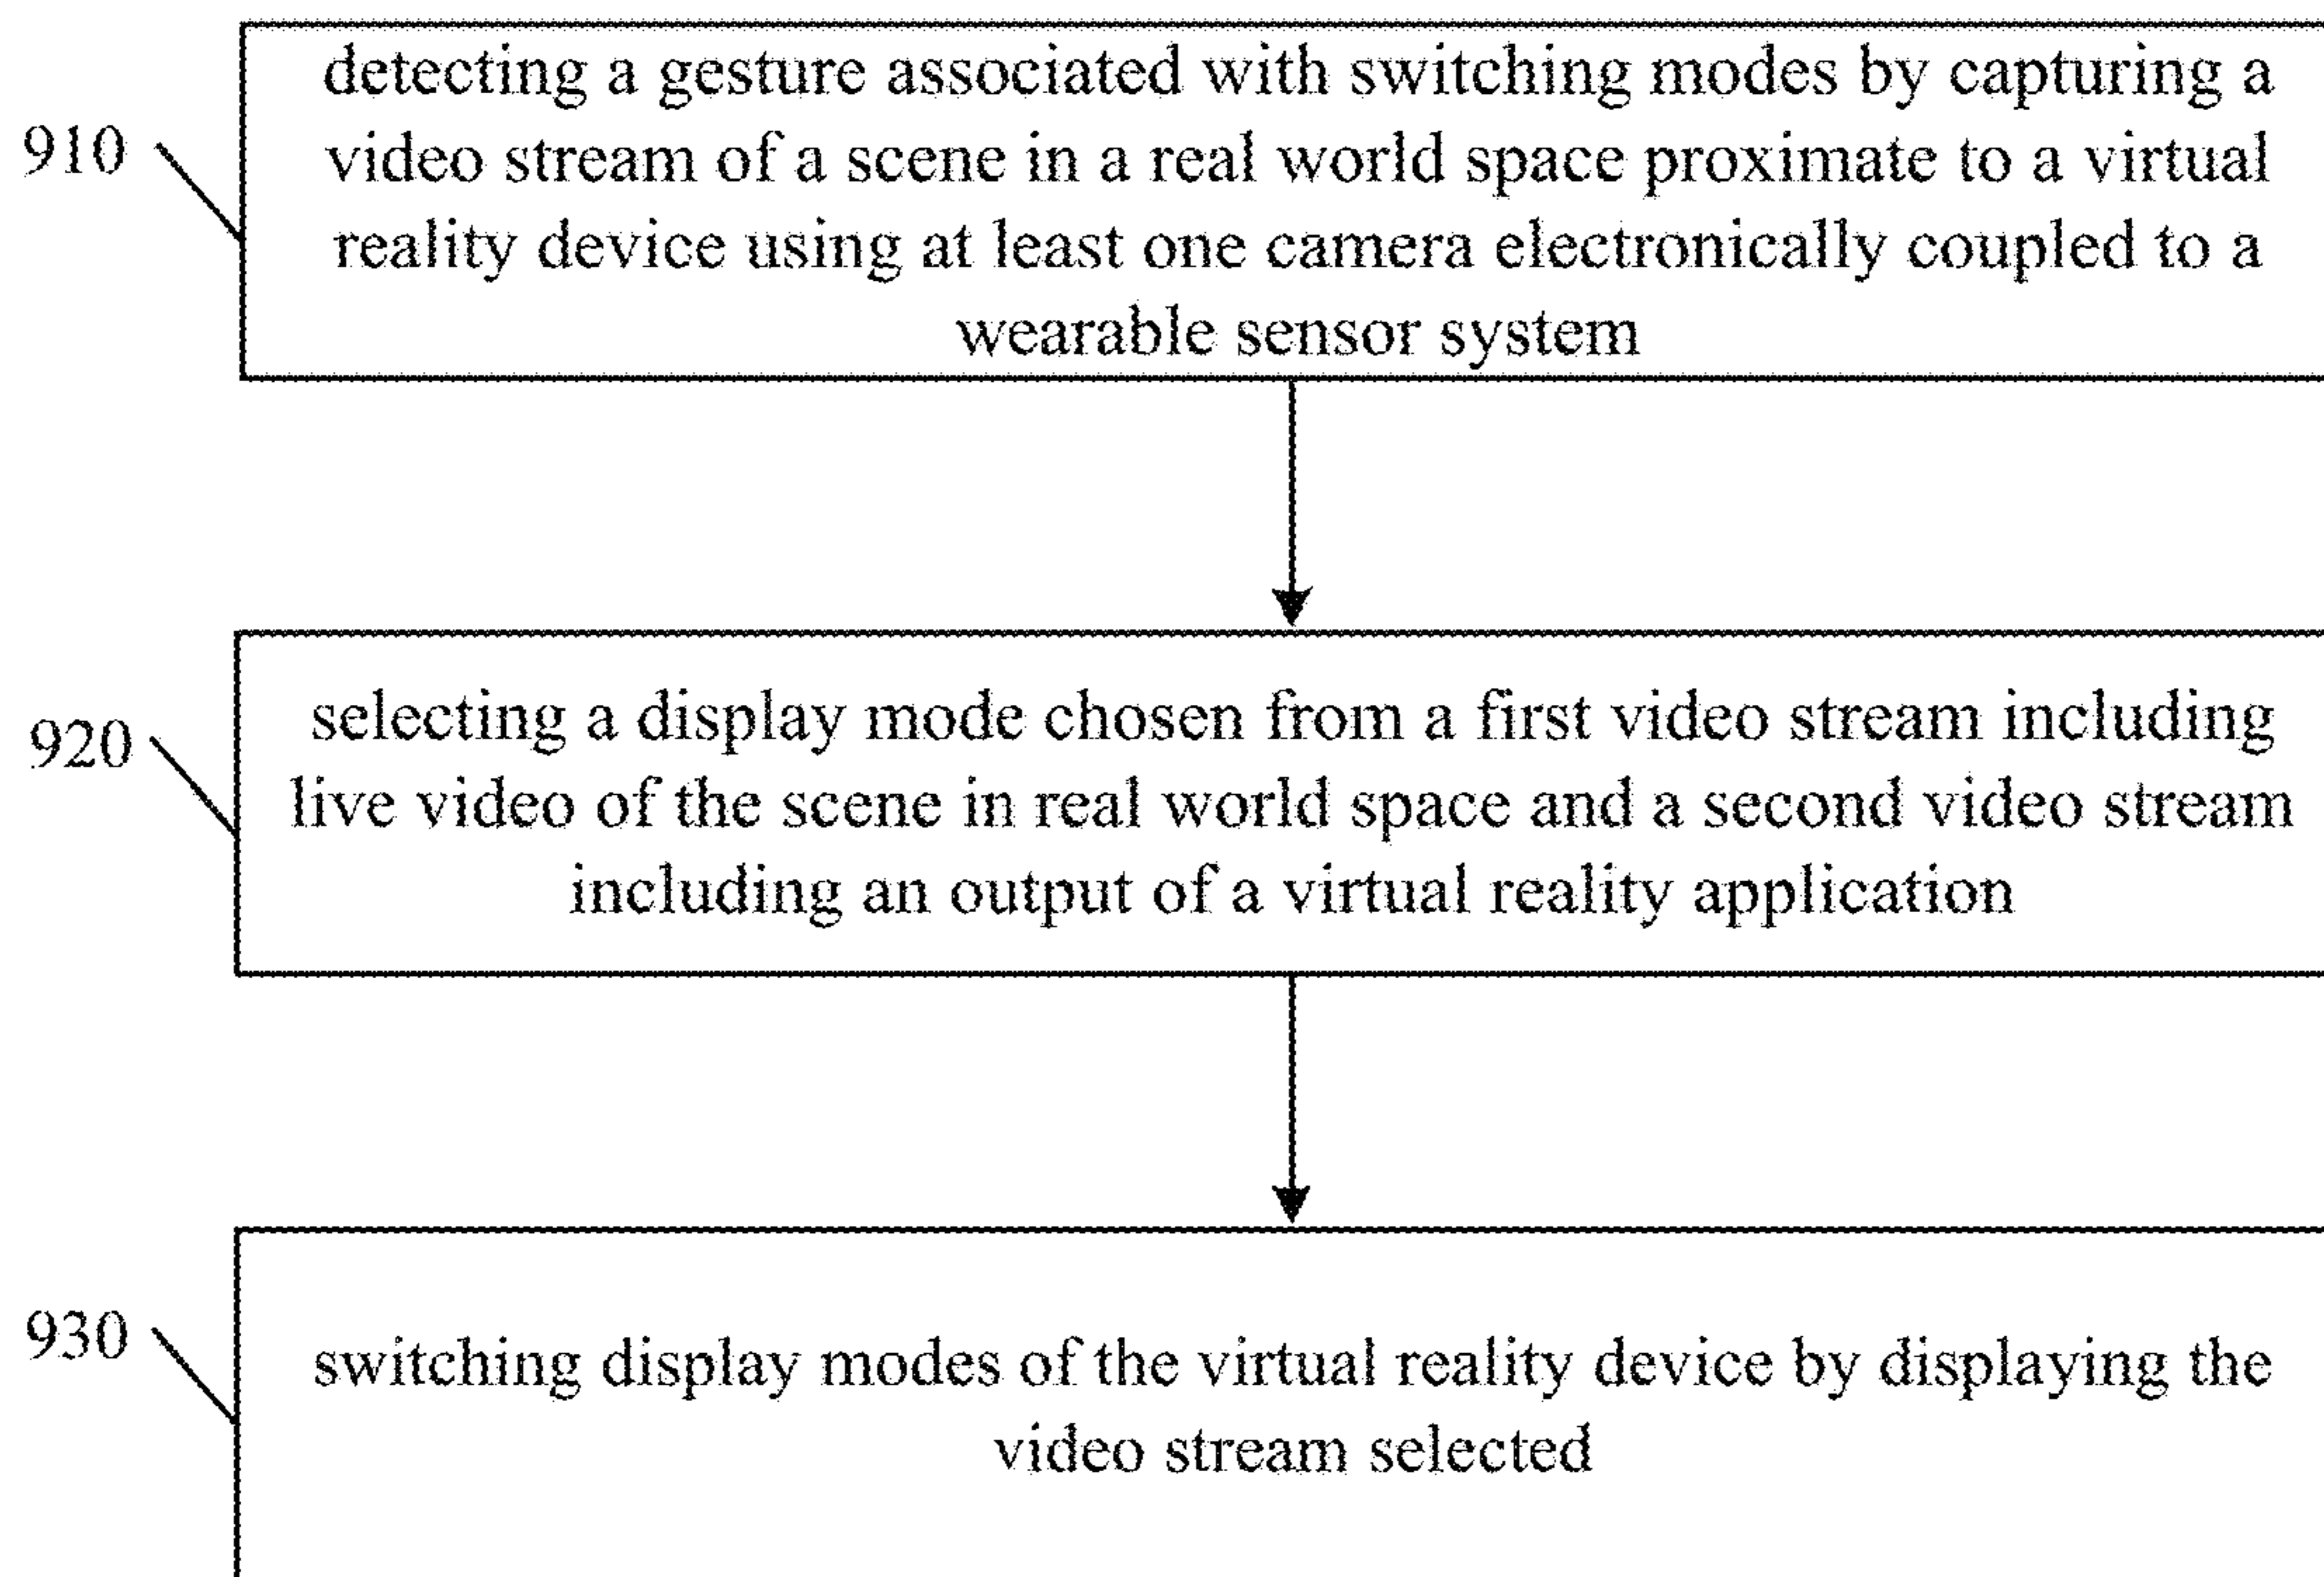 detecting a gesture associated with switching modes by capturing a
910
video stream of a scene in a real world space proximate to a virtual
reality device using at least one camera electronically coupled to a
wearable sensor system
selecting a display mode chosen from a first video stream including
920
live video of the scene in real world space and a second video stream
including an output of a virtual reality application
930
switching display modes of the virtual reality device by displaying the
video stream selected